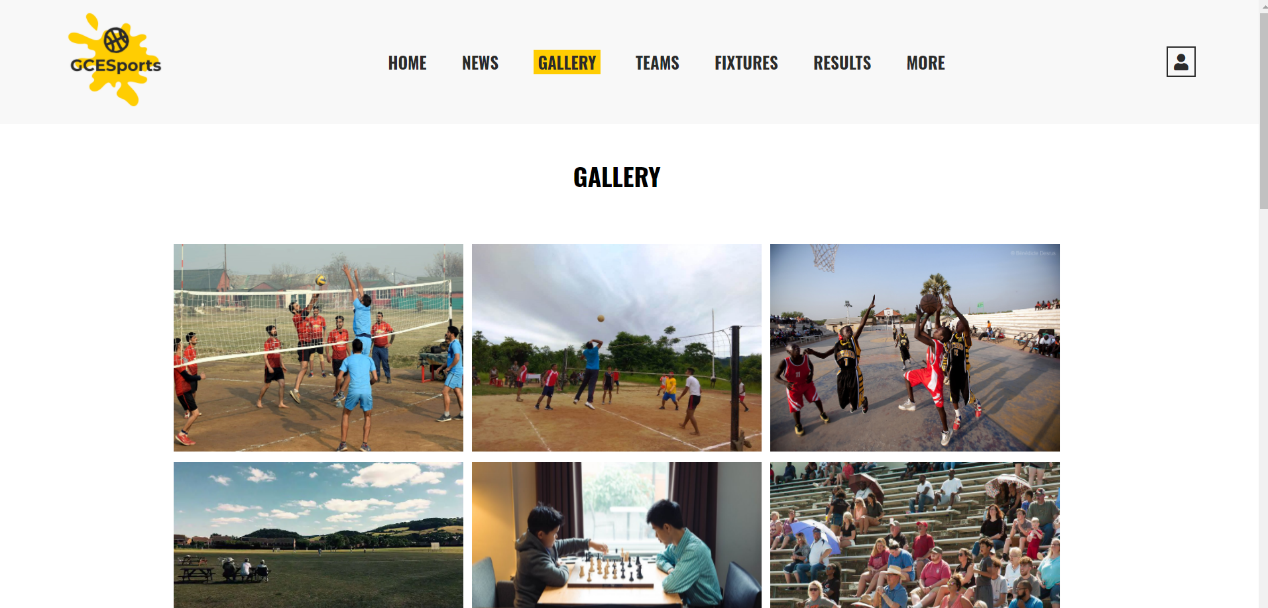 GCESports
HOME NEWS GALLERY TEAMS FIXTURES RESULTS MORE
GALLERY